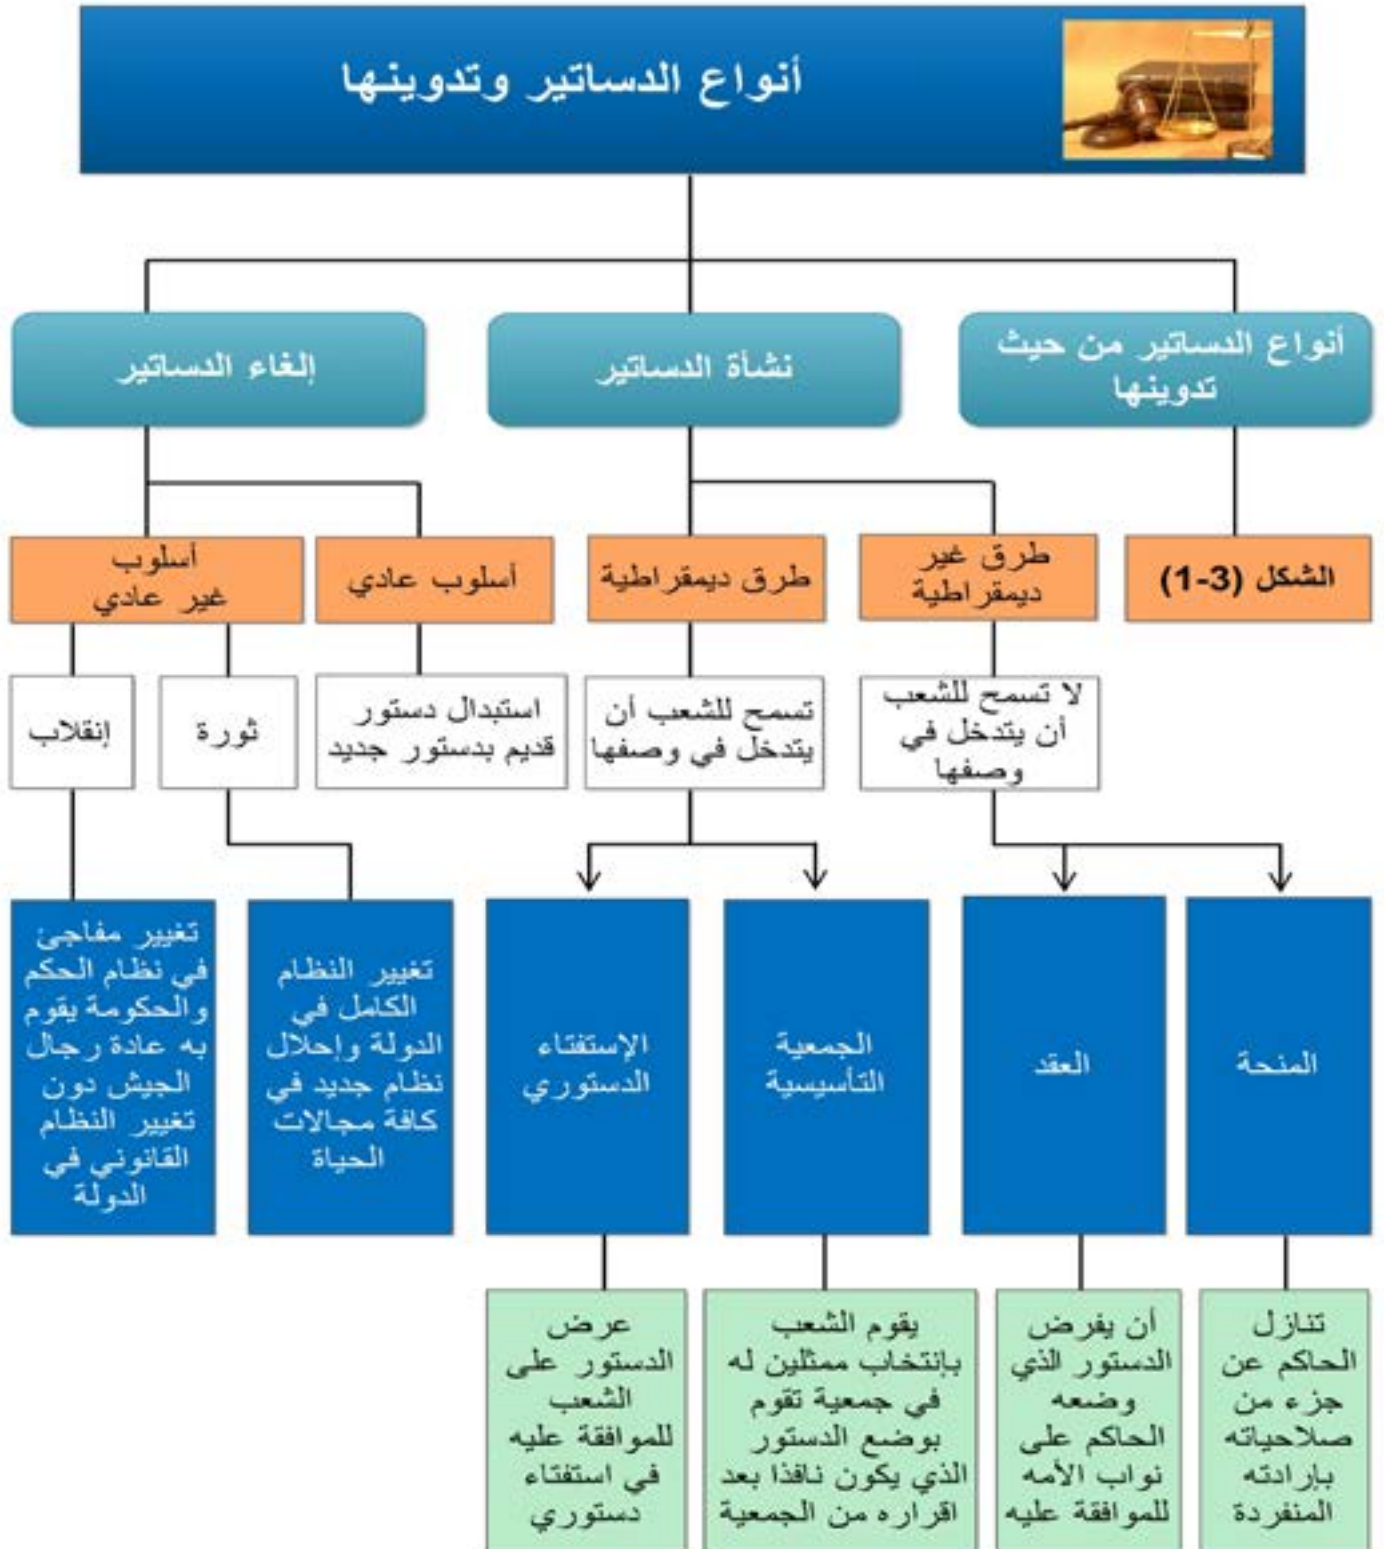 أنواع الدساتير وتدوينها
أنواع الدساتير من حيث
تدوينها
نشأة الدساتير
إلغاء الدساتير
الشكل (3-1)
طرق غير
ديمقراطية
طرق ديمقراطية
أسلوب عادي
أسلوب
غير عادي
لا تسمح للشعب
أن يتدخل في
وصفها
تسمح للشعب أن
يتدخل في وصفها
استبدال دستور
قديم بدستور جديد
ثورة
إنقلاب
المنحة
العقد
الجمعية
التأسيسية
الإستفتاء
الدستوري
تغيير النظام
الكامل في
الدولة وإحلال
نظام جديد في
كافة مجالات
الحياة
تغيير مفاجئ
في نظام الحكم
والحكومة يقوم
به عادة رجال
الجيش دون
تغيير النظام
القانوني في
الدولة
تنازل
الحاكم عن
جزء من
صلاحياته
بإرادته
المنفردة
أن يفرض
الدستور الذي
وضعه
الحاكم على
نواب الأمه
للموافقة عليه
يقوم الشعب
بإنتخاب ممثلين له
في جمعية تقوم
بوضع الدستور
الذي يكون نافذا بعد
اقراره من الجمعية
عرض
الدستور على
الشعب
للموافقة عليه
في استفتاء
دستوري